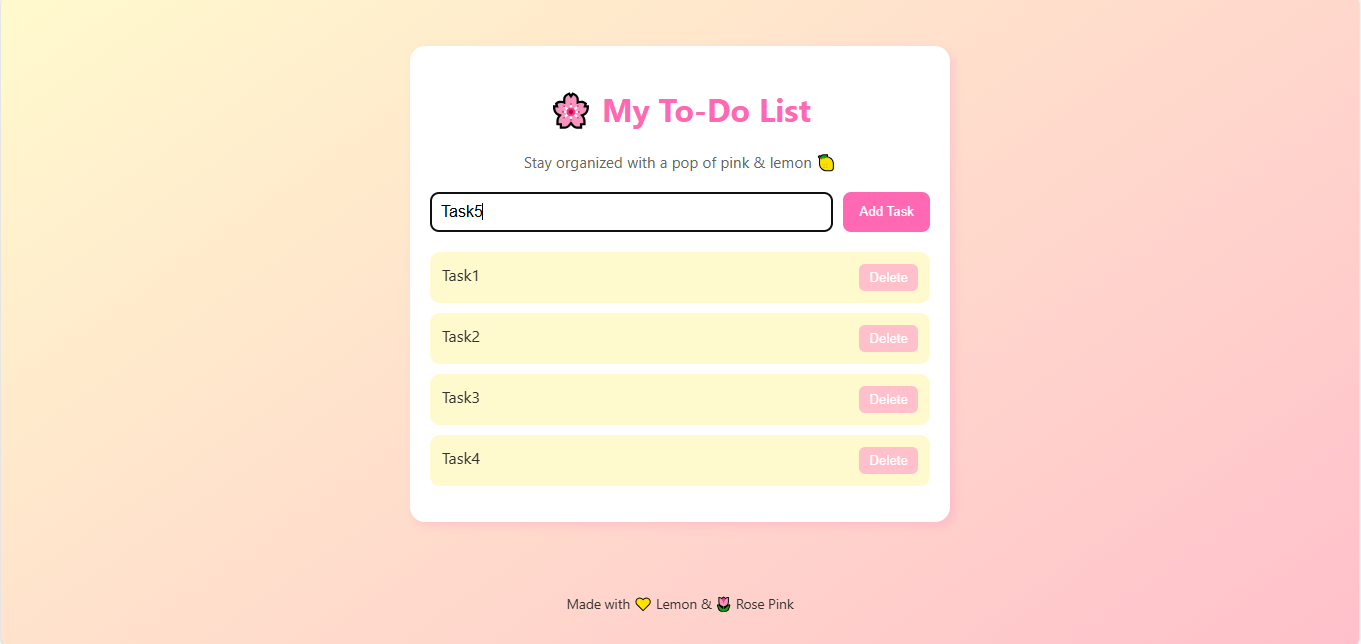 🌸 My To-Do List
Stay organized with a pop of pink & lemon 🍋
Task5 Add Task
Task1 Delete
Task2 Delete
Task3 Delete
Task4 Delete
Made with 💛 Lemon & 🌷 Rose Pink